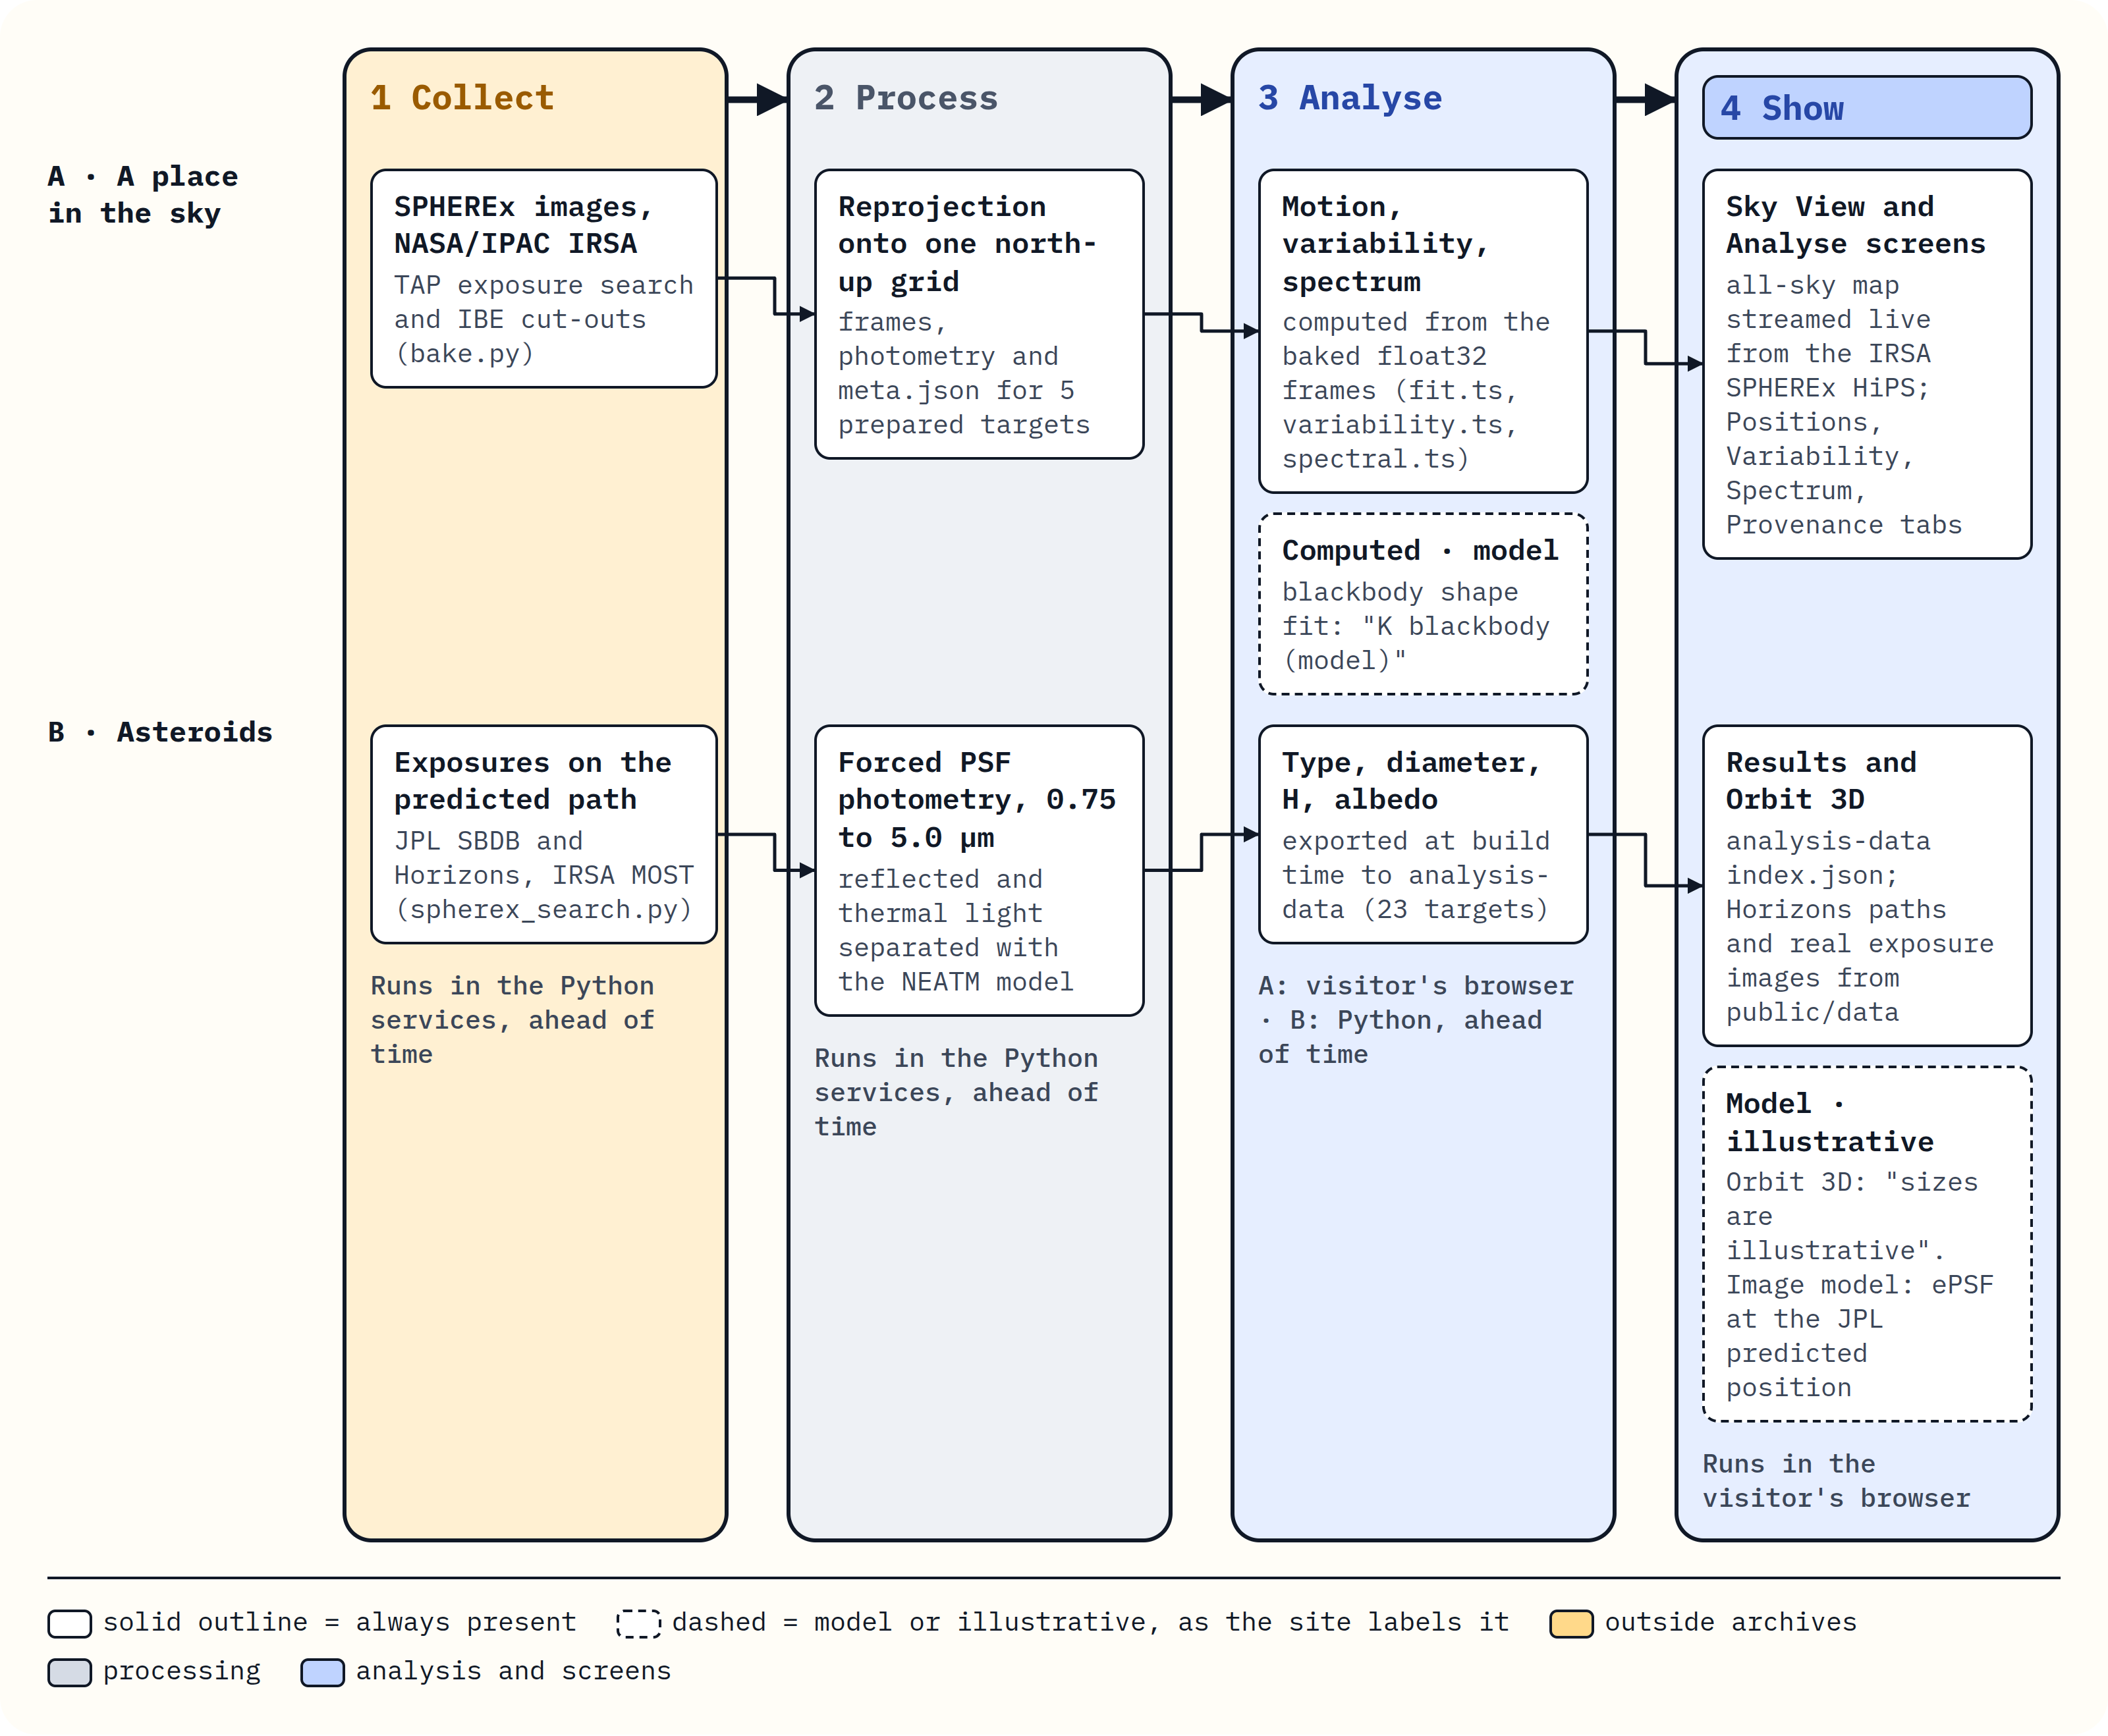 1 Collect
2 Process
3 Analyse
4 Show
A · A place
in the sky
SPHEREx images,
NASA/IPAC IRSA
TAP exposure search
and IBE cut-outs
(bake.py)
Reprojection
onto one north-
up grid
frames,
photometry and
meta.json for 5
prepared targets
Motion,
variability,
spectrum
computed from the
baked float32
frames (fit.ts,
variability.ts,
spectral.ts)
Computed · model
blackbody shape
fit: "K blackbody
(model)"
Sky View and
Analyse screens
all-sky map
streamed live
from the IRSA
SPHEREx HiPS;
Positions,
Variability,
Spectrum,
Provenance tabs
B · Asteroids
Exposures on the
predicted path
JPL SBDB and
Horizons, IRSA MOST
(spherex_search.py)
Runs in the Python
services, ahead of
time
Forced PSF
photometry, 0.75
to 5.0 µm
reflected and
thermal light
separated with
the NEATM model
Runs in the Python
services, ahead of
time
Type, diameter,
H, albedo
exported at build
time to analysis-
data (23 targets)
A: visitor's browser
· B: Python, ahead
of time
Results and
Orbit 3D
analysis-data
index.json;
Horizons paths
and real exposure
images from
public/data
Model ·
illustrative
Orbit 3D: "sizes
are
illustrative".
Image model: ePSF
at the JPL
predicted
position
Runs in the
visitor's browser
solid outline = always present
dashed = model or illustrative, as the site labels it
outside archives
processing
analysis and screens